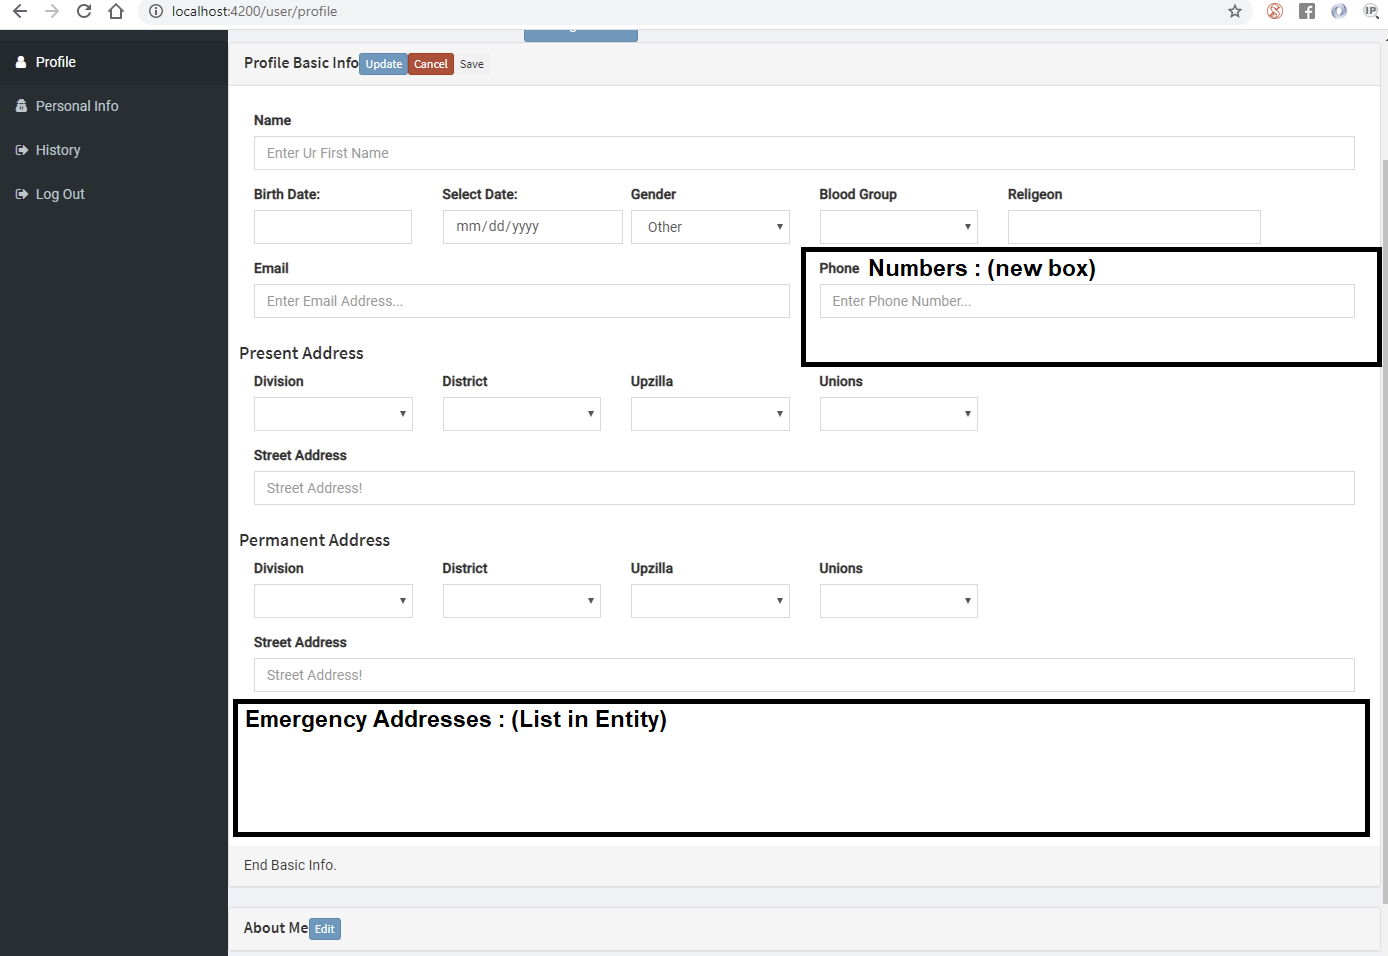 localhost:4200/user/profile
Profile
Personal Info
History
Log Out
Profile Basic Info Update Cancel Save
Name
Enter Ur First Name
Birth Date: Select Date: Gender Blood Group Religeon
mm/dd/yyyy Other
Email Phone Numbers : (new box)
Enter Email Address... Enter Phone Number...
Present Address
Division District Upzilla Unions
Street Address
Street Address!
Permanent Address
Division District Upzilla Unions
Street Address
Street Address!
Emergency Addresses : (List in Entity)
End Basic Info.
About Me Edit